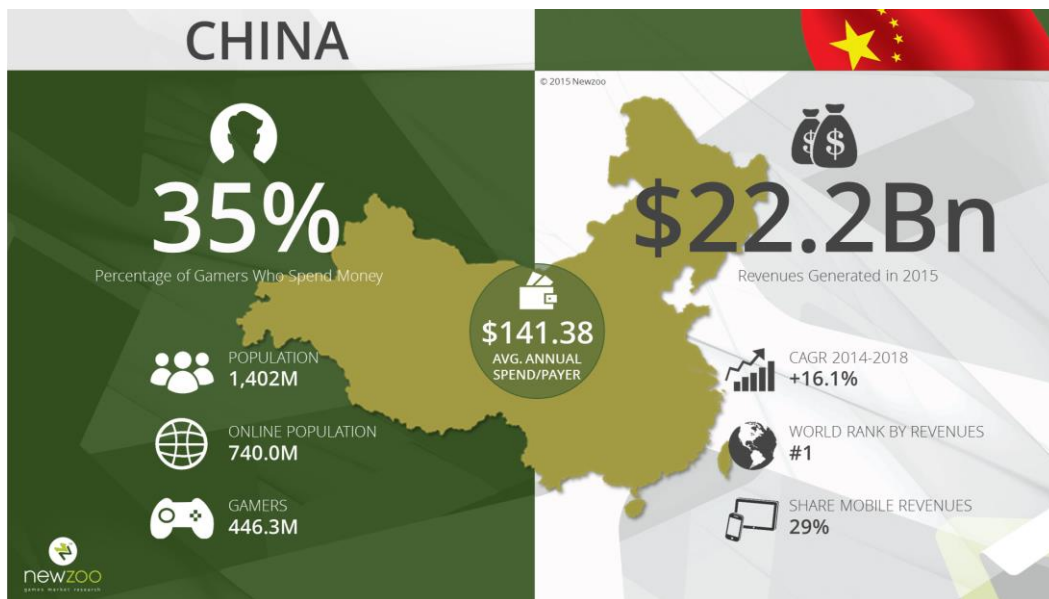 CHINA
© 2015 Newzoo
35%
Percentage of Gamers Who Spend Money
$ $
$22.2Bn
Revenues Generated in 2015
$141.38
AVG. ANNUAL
SPEND/PAYER
POPULATION
1,402M
ONLINE POPULATION
740.0M
GAMERS
446.3M
CAGR 2014-2018
+16.1%
WORLD RANK BY REVENUES
#1
SHARE MOBILE REVENUES
29%
newzoo
games market research